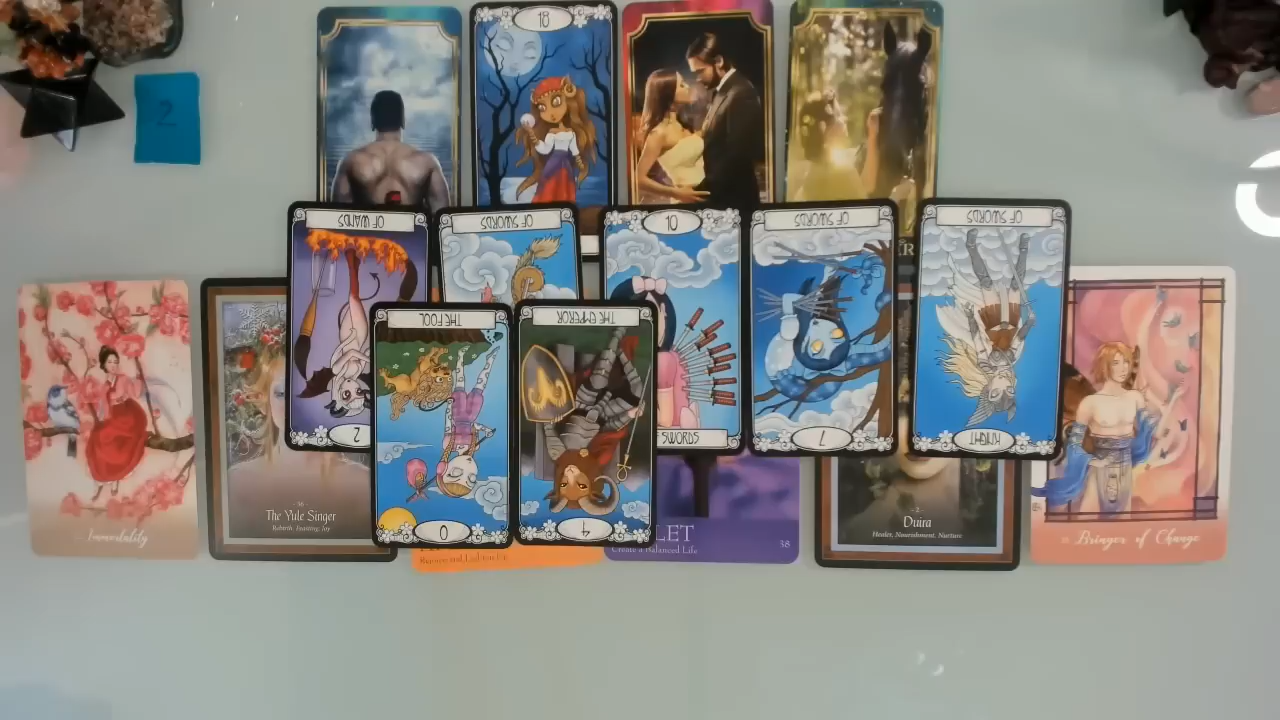 2
18
OF WANDS
OF SWORDS
10
OF SWORDS
OF SWORDS
THE FOOL
THE EMPEROR
2
SWORDS
7
KNIGHT
0
4
Immortality
- 36 -
The Yule Singer
Rebirth, Feasting, Joy
LET
Create a Balanced Life
38
- 2 -
Duira
Healer, Nourishment, Nurture
Bringer of Change